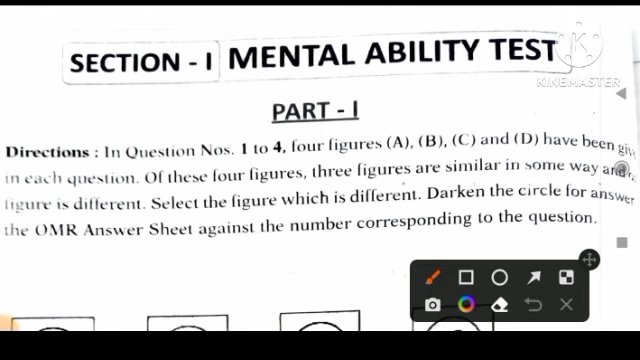 SECTION - I MENTAL ABILITY TEST
KINEMASTER
PART - I
Directions : In Question Nos. 1 to 4, four figures (A), (B), (C) and (D) have been
in each question. Of these four figures, three figures are similar in some way and
figure is different. Select the figure which is different. Darken the circle for answer
the OMR Answer Sheet against the number corresponding to the question.